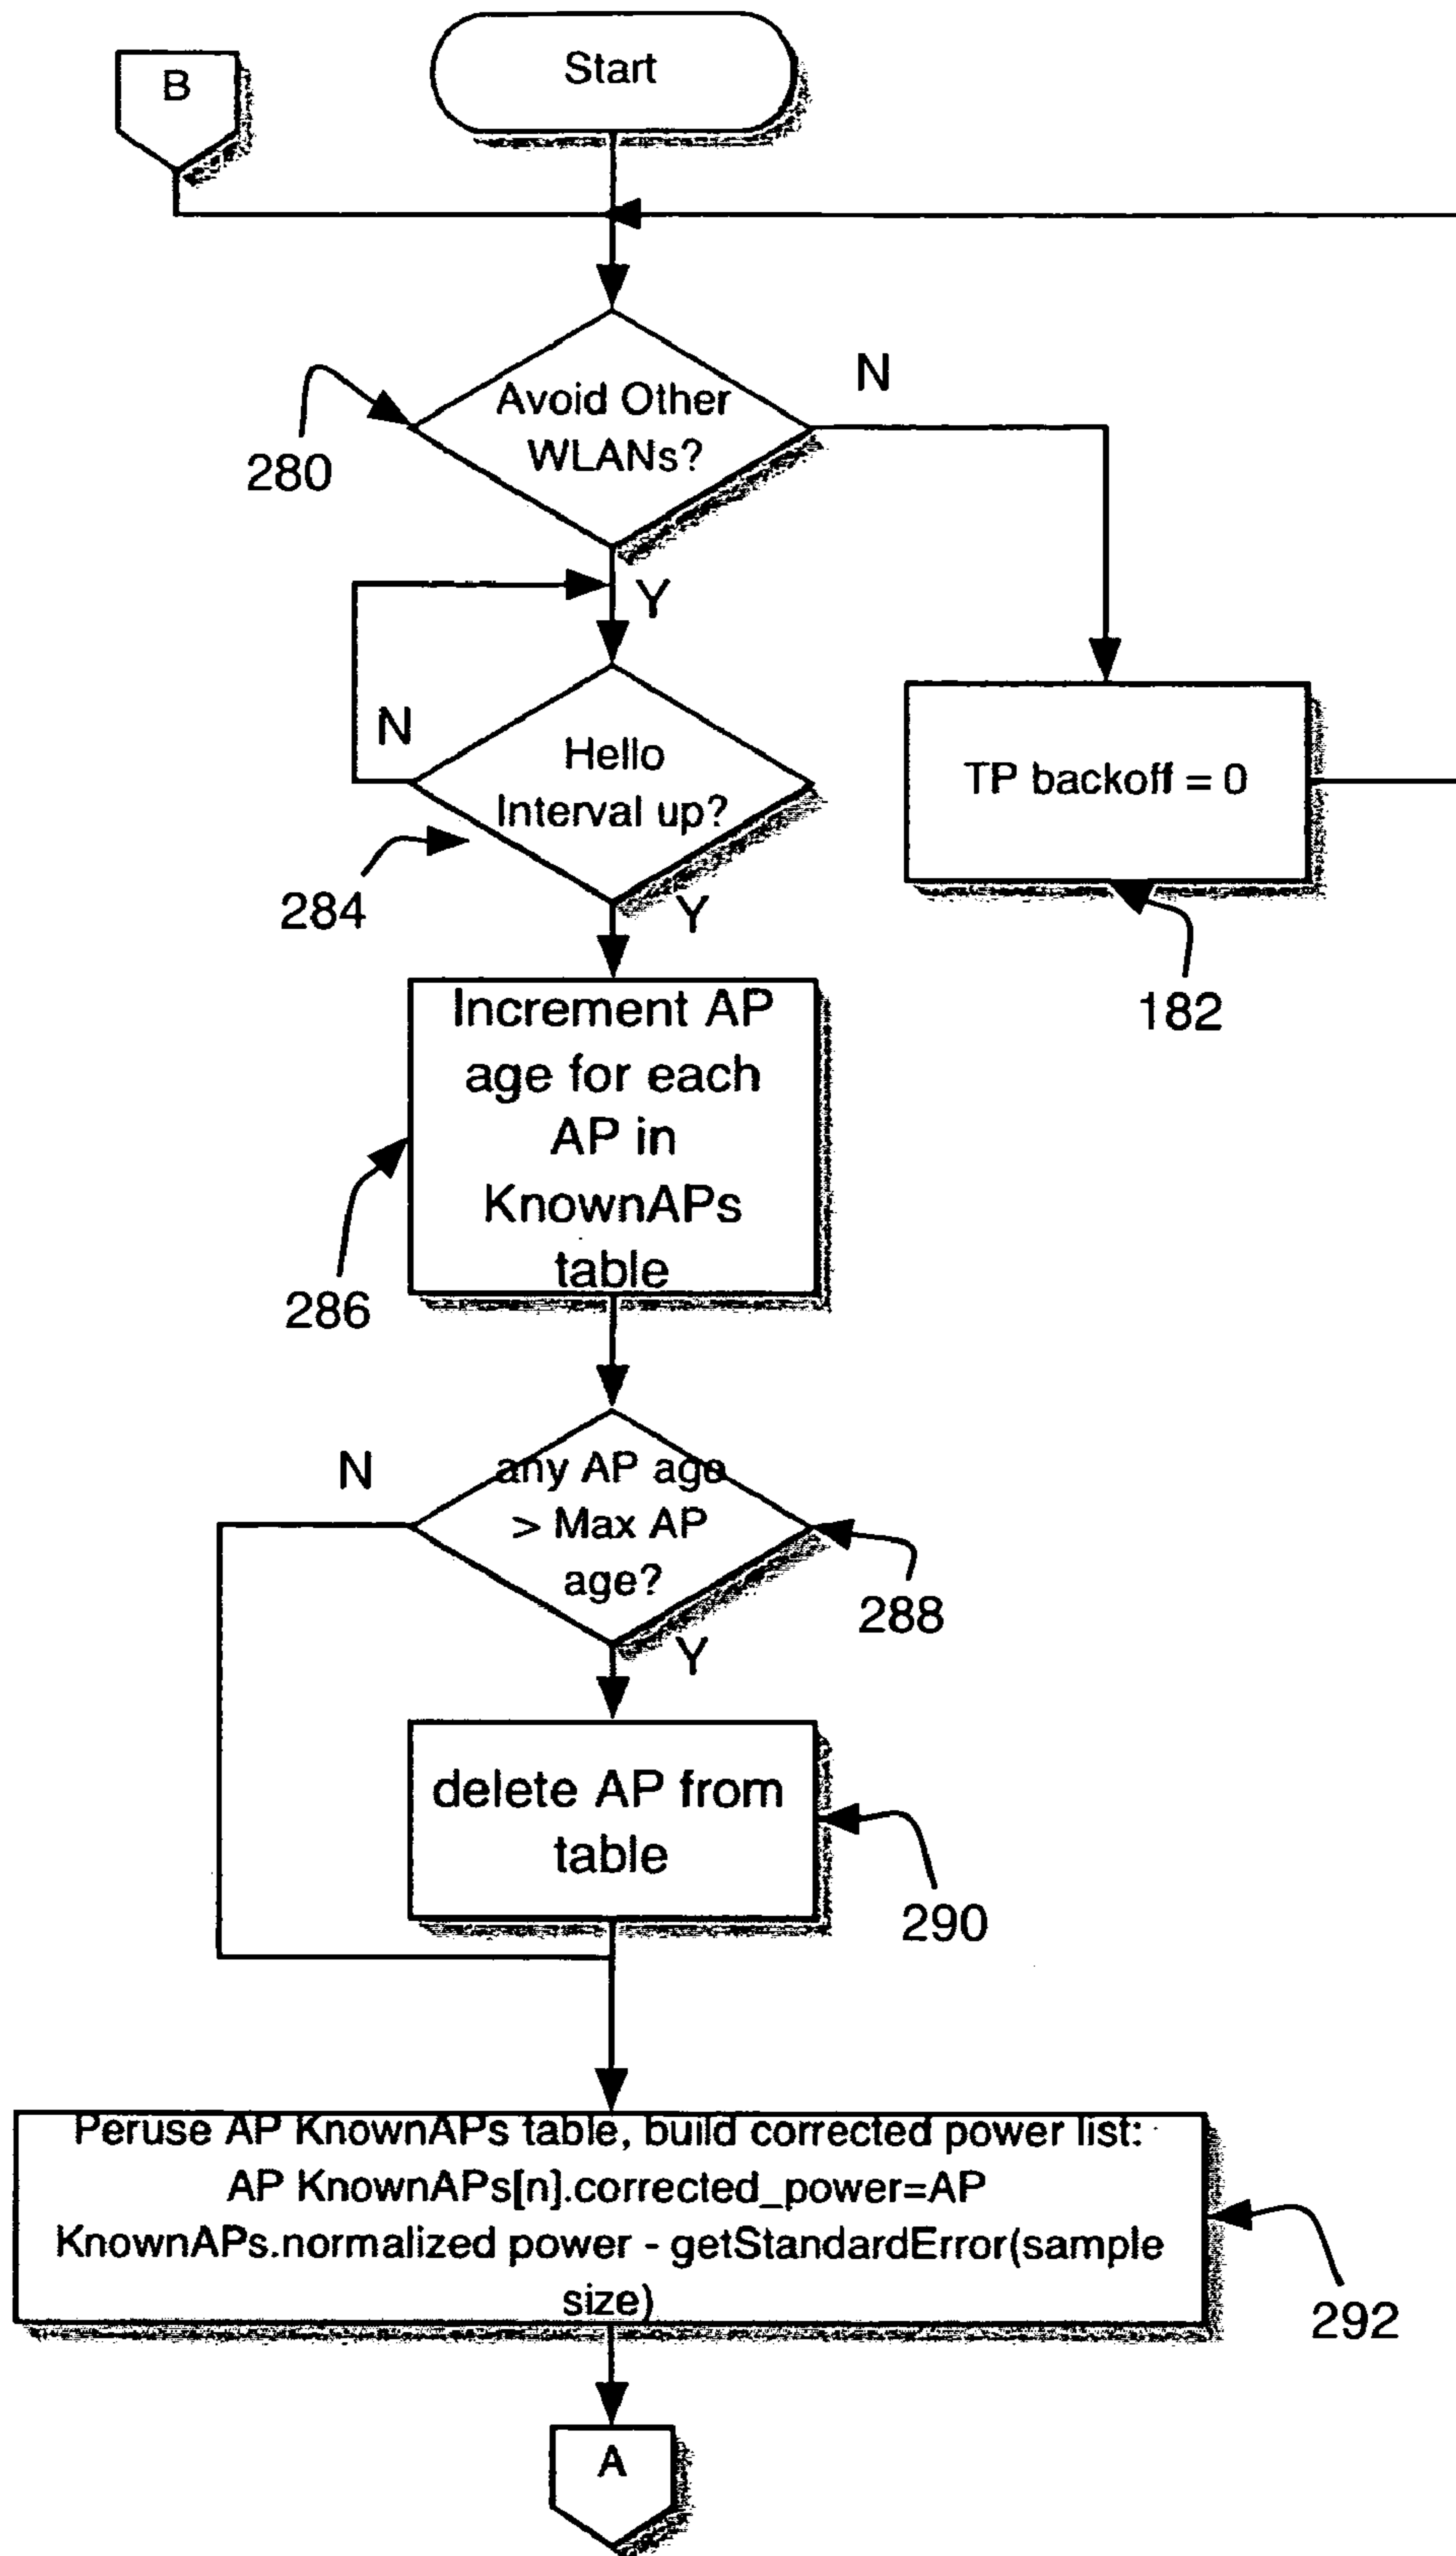 B
Start
Avoid Other
WLANs?
N
280
Y
N
Hello
Interval up?
TP backoff = 0
284
Y
182
Increment AP
age for each
AP in
KnownAPs
table
286
N
any AP age
> Max AP
age?
288
Y
delete AP from
table
290
Peruse AP KnownAPs table, build corrected power list:
AP KnownAPs[n].corrected_power=AP
KnownAPs.normalized power - getStandardError(sample
size)
292
A